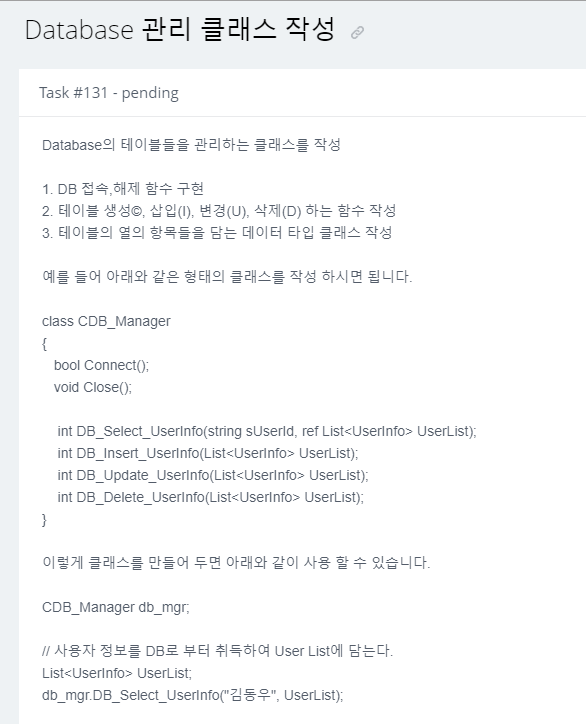 Database 관리 클래스 작성
Task #131 - pending
Database의 테이블들을 관리하는 클래스를 작성
1. DB 접속,해제 함수 구현
2. 테이블 생성©, 삽입(I), 변경(U), 삭제(D) 하는 함수 작성
3. 테이블의 열의 항목들을 담는 데이터 타입 클래스 작성
예를 들어 아래와 같은 형태의 클래스를 작성 하시면 됩니다.
class CDB_Manager
{
bool Connect();
void Close();
int DB_Select_UserInfo(string sUserId, ref List<UserInfo> UserList);
int DB_Insert_UserInfo(List<UserInfo> UserList);
int DB_Update_UserInfo(List<UserInfo> UserList);
int DB_Delete_UserInfo(List<UserInfo> UserList);
}
이렇게 클래스를 만들어 두면 아래와 같이 사용 할 수 있습니다.
CDB_Manager db_mgr;
// 사용자 정보를 DB로 부터 취득하여 User List에 담는다.
List<UserInfo> UserList;
db_mgr.DB_Select_UserInfo("김동우", UserList);